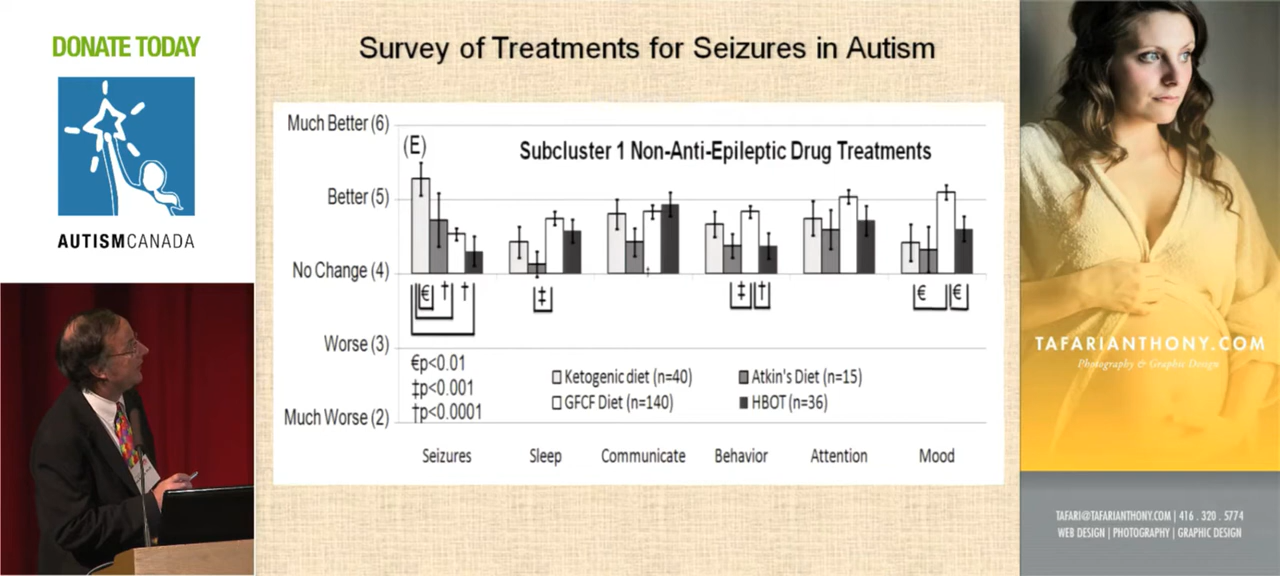 DONATE TODAY
AUTISMCANADA
Survey of Treatments for Seizures in Autism
Much Better (6)
(E)
Subcluster 1 Non-Anti-Epileptic Drug Treatments
Better (5)
No Change (4)
€ † †
‡
‡ †
€ €
Worse (3)
€p<0.01
‡p<0.001
†p<0.0001
Ketogenic diet (n=40)
Atkin's Diet (n=15)
GFCF Diet (n=140)
HBOT (n=36)
Much Worse (2)
Seizures Sleep Communicate Behavior Attention Mood
TAFARIANTHONY.COM
Photography & Graphic Design
TAFARI@TAFARIANTHONY.COM | 416 . 320 . 5774
WEB DESIGN | PHOTOGRAPHY | GRAPHIC DESIGN